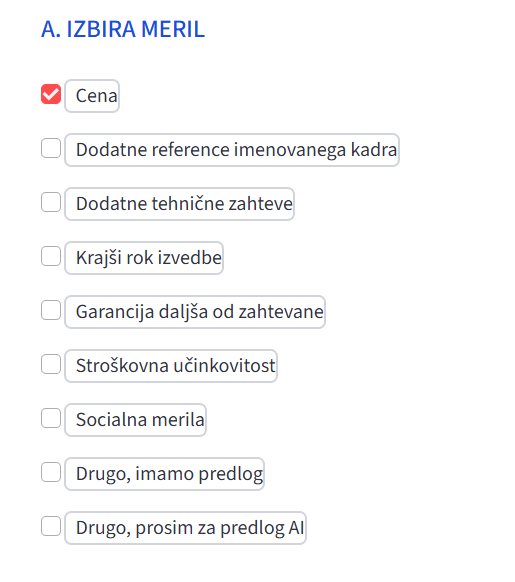 A. IZBIRA MERIL
Cena
Dodatne reference imenovanega kadra
Dodatne tehnične zahteve
Krajši rok izvedbe
Garancija daljša od zahtevane
Stroškovna učinkovitost
Socialna merila
Drugo, imamo predlog
Drugo, prosim za predlog AI